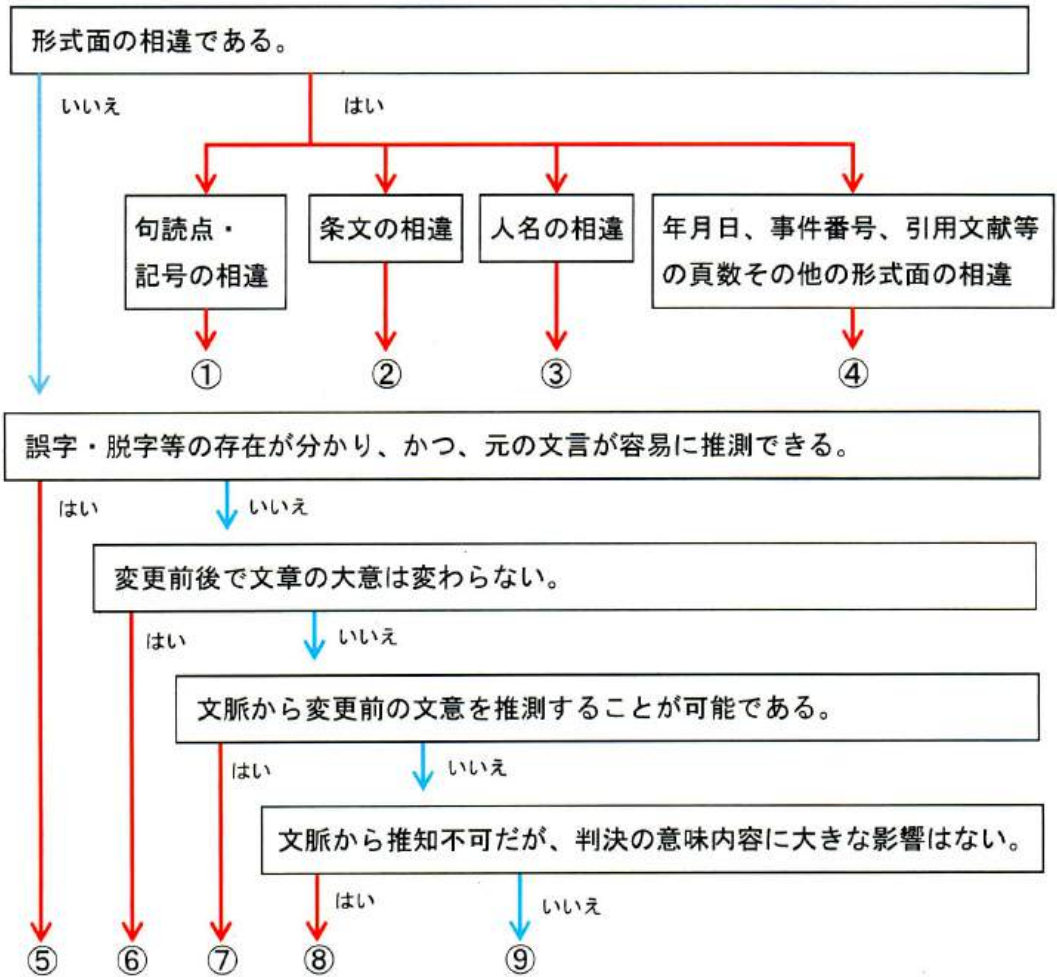 形式面の相違である。
いいえ
はい
句読点・
記号の相違
条文の相違
人名の相違
年月日、事件番号、引用文献等
の頁数その他の形式面の相違
①
②
③
④
誤字・脱字等の存在が分かり、かつ、元の文言が容易に推測できる。
はい
いいえ
変更前後で文章の大意は変わらない。
はい
いいえ
文脈から変更前の文意を推測することが可能である。
はい
いいえ
文脈から推知不可だが、判決の意味内容に大きな影響はない。
はい
いいえ
⑤
⑥
⑦
⑧
⑨